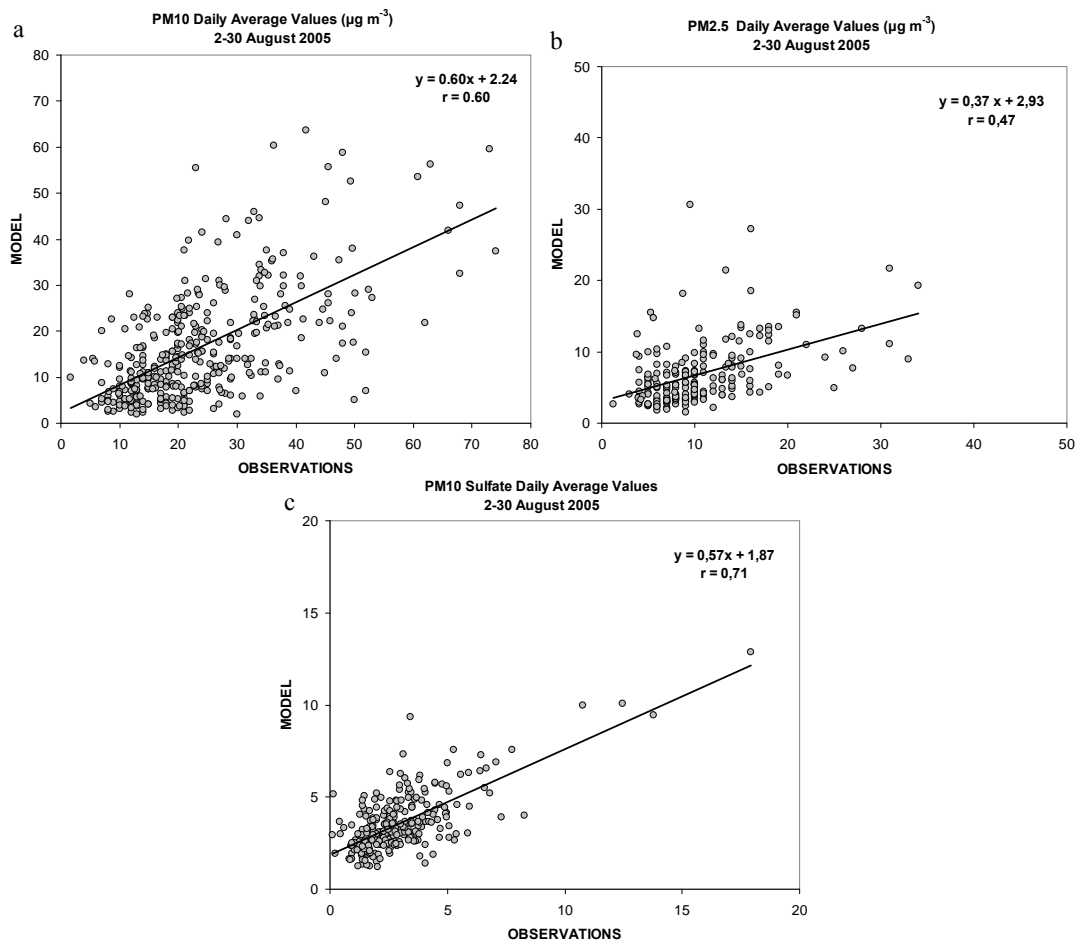 a
PM10 Daily Average Values (µg m-3)
2-30 August 2005
y = 0.60x + 2.24
r = 0.60
80
70
60
50
40
30
20
10
0
MODEL
0 10 20 30 40 50 60 70 80
OBSERVATIONS
b
PM2.5 Daily Average Values (µg m-3)
2-30 August 2005
y = 0,37 x + 2,93
r = 0,47
50
40
30
20
10
0
MODEL
0 10 20 30 40 50
OBSERVATIONS
c
PM10 Sulfate Daily Average Values
2-30 August 2005
y = 0,57x + 1,87
r = 0,71
20
15
10
5
0
MODEL
0 5 10 15 20
OBSERVATIONS